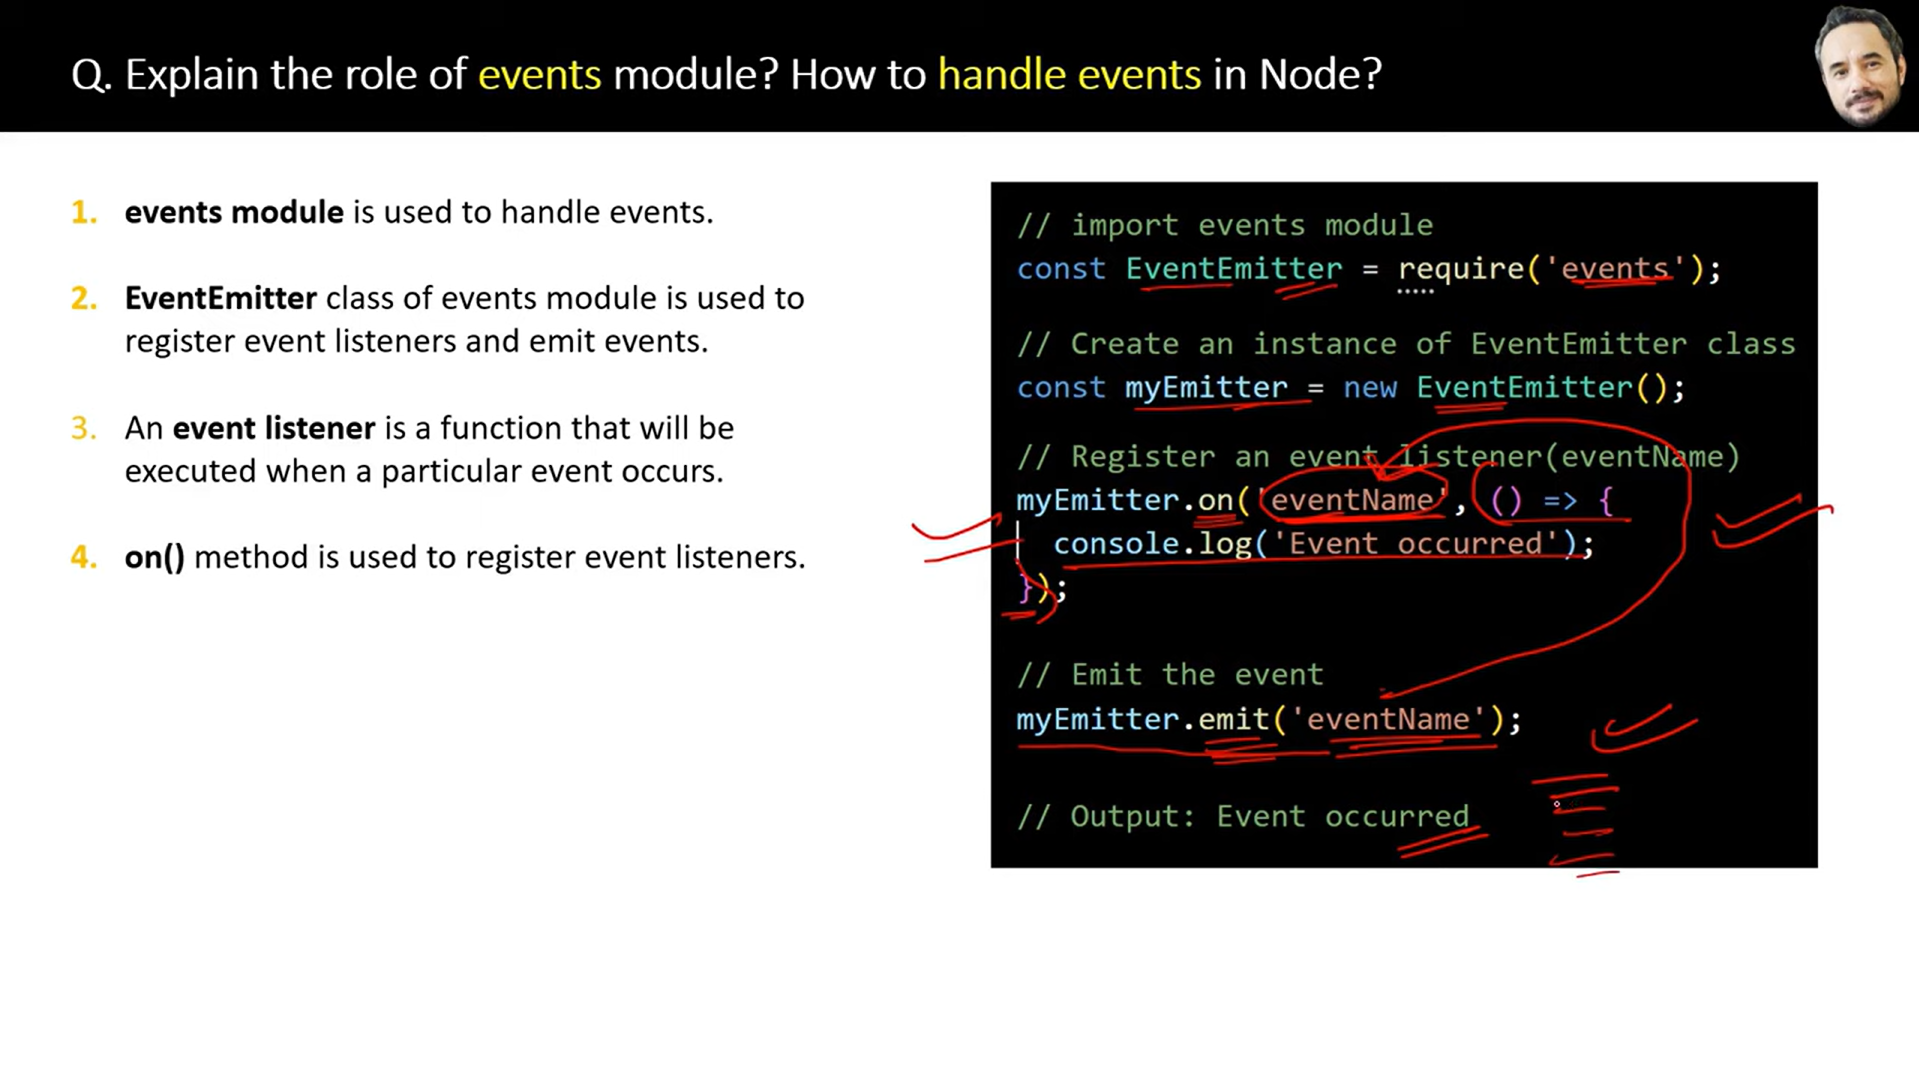 Q. Explain the role of events module? How to handle events in Node?
1. events module is used to handle events.
2. EventEmitter class of events module is used to
register event listeners and emit events.
3. An event listener is a function that will be
executed when a particular event occurs.
4. on() method is used to register event listeners.
// import events module
const EventEmitter = require('events');
// Create an instance of EventEmitter class
const myEmitter = new EventEmitter();
// Register an event listener(eventName)
myEmitter.on('eventName', () => {
console.log('Event occurred');
});
// Emit the event
myEmitter.emit('eventName');
// Output: Event occurred